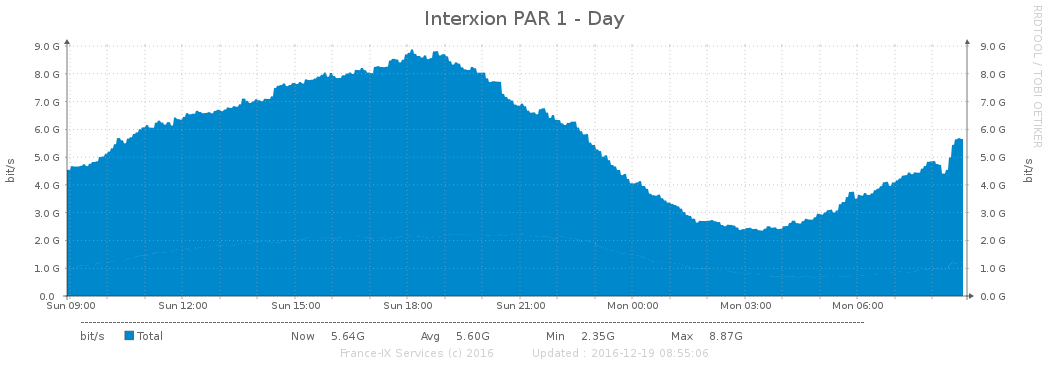 Interxion PAR 1 - Day
RRDTOOL / TOBI OETIKER
9.0 G 9.0 G
8.0 G 8.0 G
7.0 G 7.0 G
6.0 G 6.0 G
5.0 G 5.0 G
4.0 G 4.0 G
3.0 G 3.0 G
2.0 G 2.0 G
1.0 G 1.0 G
0.0 0.0 G
bit/s bit/s
Sun 09:00 Sun 12:00 Sun 15:00 Sun 18:00 Sun 21:00 Mon 00:00 Mon 03:00 Mon 06:00
bit/s Total Now 5.64G Avg 5.60G Min 2.35G Max 8.87G
France-IX Services (c) 2016 Updated : 2016-12-19 08:55:06